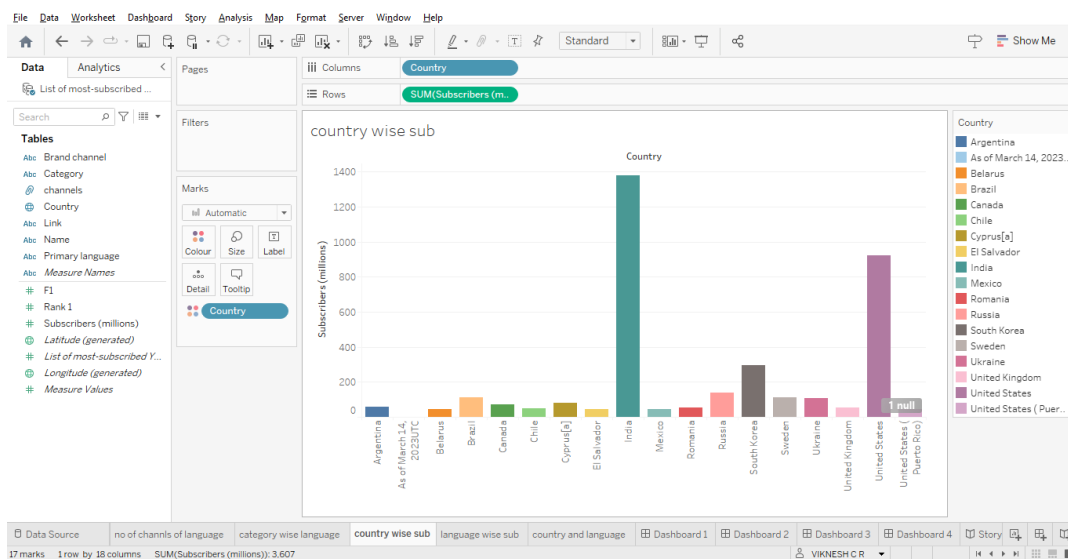 File Data Worksheet Dashboard Story Analysis Map Format Server Window Help
Standard
Show Me
Data Analytics
List of most-subscribed ...
Search
Tables
Abc Brand channel
Abc Category
channels
Country
Abc Link
Abc Name
Abc Primary language
Abc Measure Names
# F1
# Rank 1
# Subscribers (millions)
Latitude (generated)
# List of most-subscribed Y...
Longitude (generated)
# Measure Values
Pages
Filters
Marks
Automatic
Colour Size Label
Detail Tooltip
Country
Columns Country
Rows SUM(Subscribers (m..
country wise sub
Country
Subscribers (millions)
1400
1200
1000
800
600
400
200
0
1 null
Argentina
As of March 14,
2023UTC
Belarus
Brazil
Canada
Chile
Cyprus[a]
El Salvador
India
Mexico
Romania
Russia
South Korea
Sweden
Ukraine
United Kingdom
United States
United States (
Puerto Rico)
Country
Argentina
As of March 14, 2023..
Belarus
Brazil
Canada
Chile
Cyprus[a]
El Salvador
India
Mexico
Romania
Russia
South Korea
Sweden
Ukraine
United Kingdom
United States
United States ( Puer..
Data Source no of channls of language category wise language country wise sub language wise sub country and language Dashboard 1 Dashboard 2 Dashboard 3 Dashboard 4 Story
17 marks 1 row by 18 columns SUM(Subscribers (millions)): 3,607 VIKNESH C R